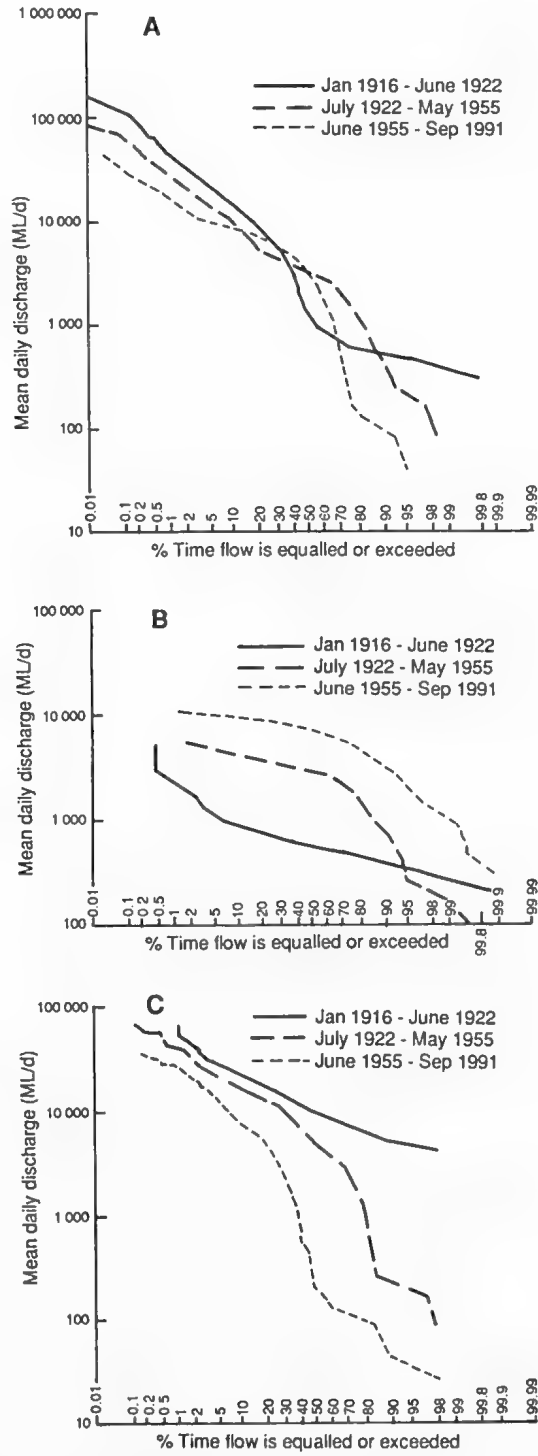 A
1 000 000
100 000
10 000
1 000
100
10
Mean daily discharge (ML/d)
Jan 1916 - June 1922
July 1922 - May 1955
June 1955 - Sep 1991
0.01 0.1 0.2 0.5 1 2 5 10 20 30 40 50 60 70 80 90 95 98 99 99.8 99.9 99.99
% Time flow is equalled or exceeded
B
100 000
10 000
1 000
100
Mean daily discharge (ML/d)
Jan 1916 - June 1922
July 1922 - May 1955
June 1955 - Sep 1991
0.01 0.1 0.2 0.5 1 2 5 10 20 30 40 50 60 70 80 90 95 98 99 99.8 99.9 99.99
% Time flow is equalled or exceeded
C
100 000
10 000
1 000
100
10
Mean daily discharge (ML/d)
Jan 1916 - June 1922
July 1922 - May 1955
June 1955 - Sep 1991
0.01 0.1 0.2 0.5 1 2 5 10 20 30 40 50 60 70 80 90 95 98 99.8 99.9 99.99
% Time flow is equalled or exceeded